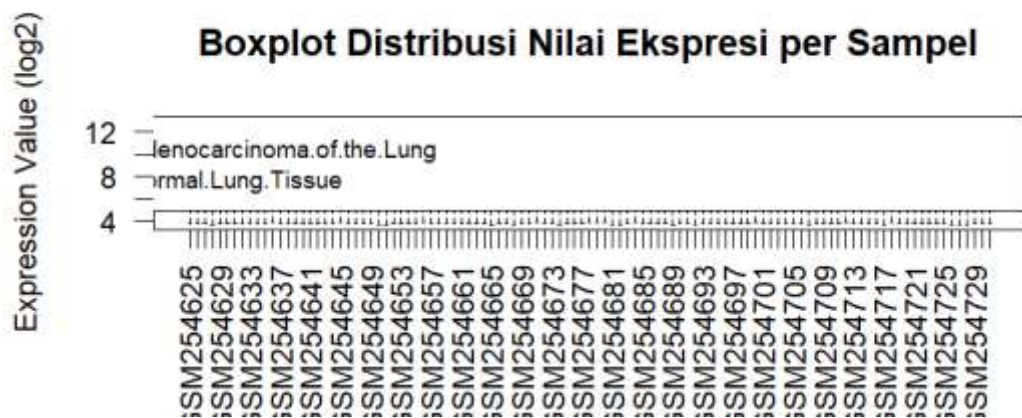 Boxplot Distribusi Nilai Ekspresi per Sampel
Expression Value (log2)
12
8
4
lenocarcinoma.of.the.Lung
rmal.Lung.Tissue
SM254625
SM254629
SM254633
SM254637
SM254641
SM254645
SM254649
SM254653
SM254657
SM254661
SM254665
SM254669
SM254673
SM254677
SM254681
SM254685
SM254689
SM254693
SM254697
SM254701
SM254705
SM254709
SM254713
SM254717
SM254721
SM254725
SM254729